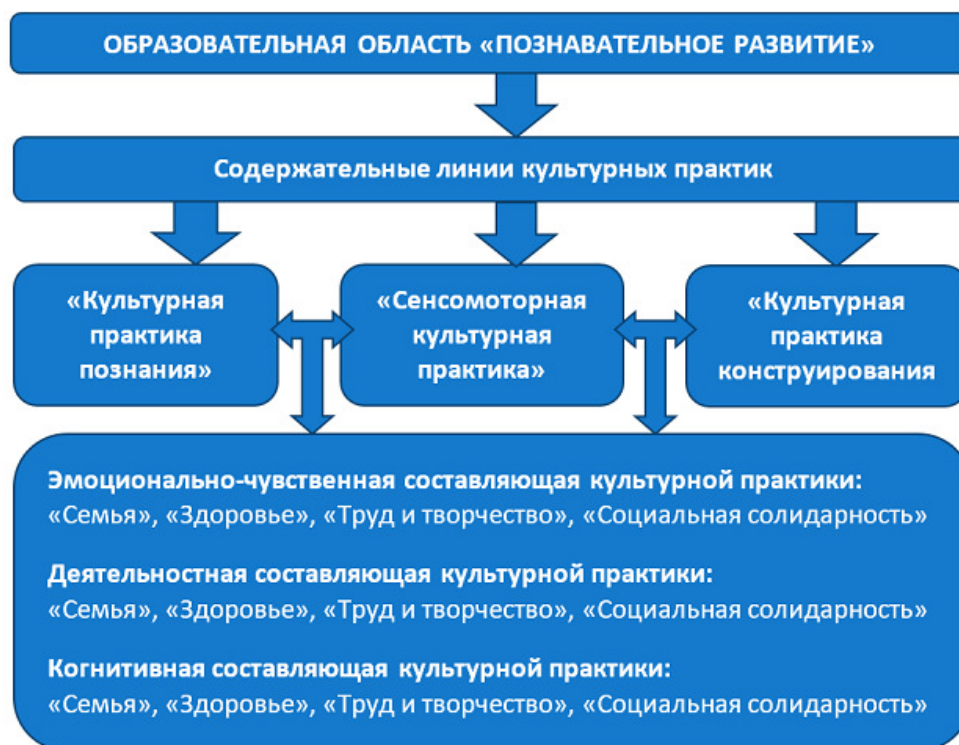 ОБРАЗОВАТЕЛЬНАЯ ОБЛАСТЬ «ПОЗНАВАТЕЛЬНОЕ РАЗВИТИЕ»
Содержательные линии культурных практик
«Культурная
практика
познания»
«Сенсомоторная
культурная
практика»
«Культурная
практика
конструирования
Эмоционально-чувственная составляющая культурной практики:
«Семья», «Здоровье», «Труд и творчество», «Социальная солидарность»
Деятельностная составляющая культурной практики:
«Семья», «Здоровье», «Труд и творчество», «Социальная солидарность»
Когнитивная составляющая культурной практики:
«Семья», «Здоровье», «Труд и творчество», «Социальная солидарность»